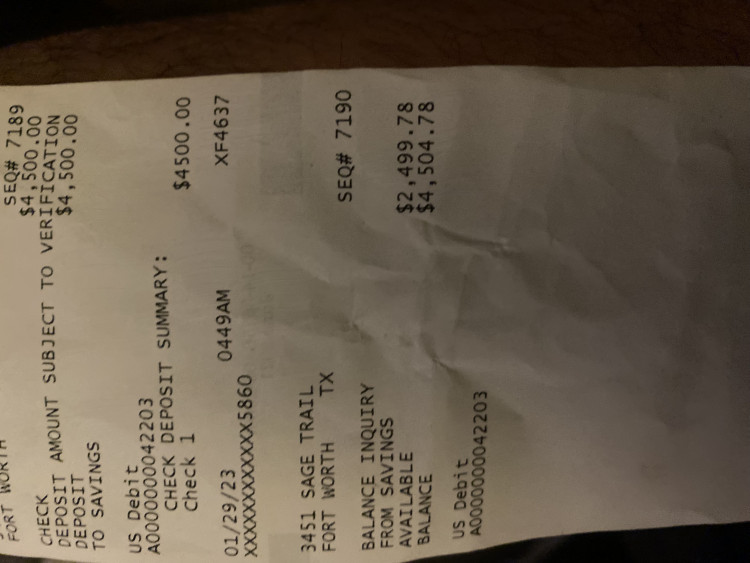 FORT WORTH
SEQ# 7189
CHECK $4,500.00
DEPOSIT AMOUNT SUBJECT TO VERIFICATION
DEPOSIT $4,500.00
TO SAVINGS
US Debit
A0000000042203
CHECK DEPOSIT SUMMARY:
Check 1 $4500.00
01/29/23 0449AM XF4637
XXXXXXXXXXXX5860
3451 SAGE TRAIL
FORT WORTH TX SEQ# 7190
BALANCE INQUIRY
FROM SAVINGS
AVAILABLE $2,499.78
BALANCE $4,504.78
US Debit
A0000000042203